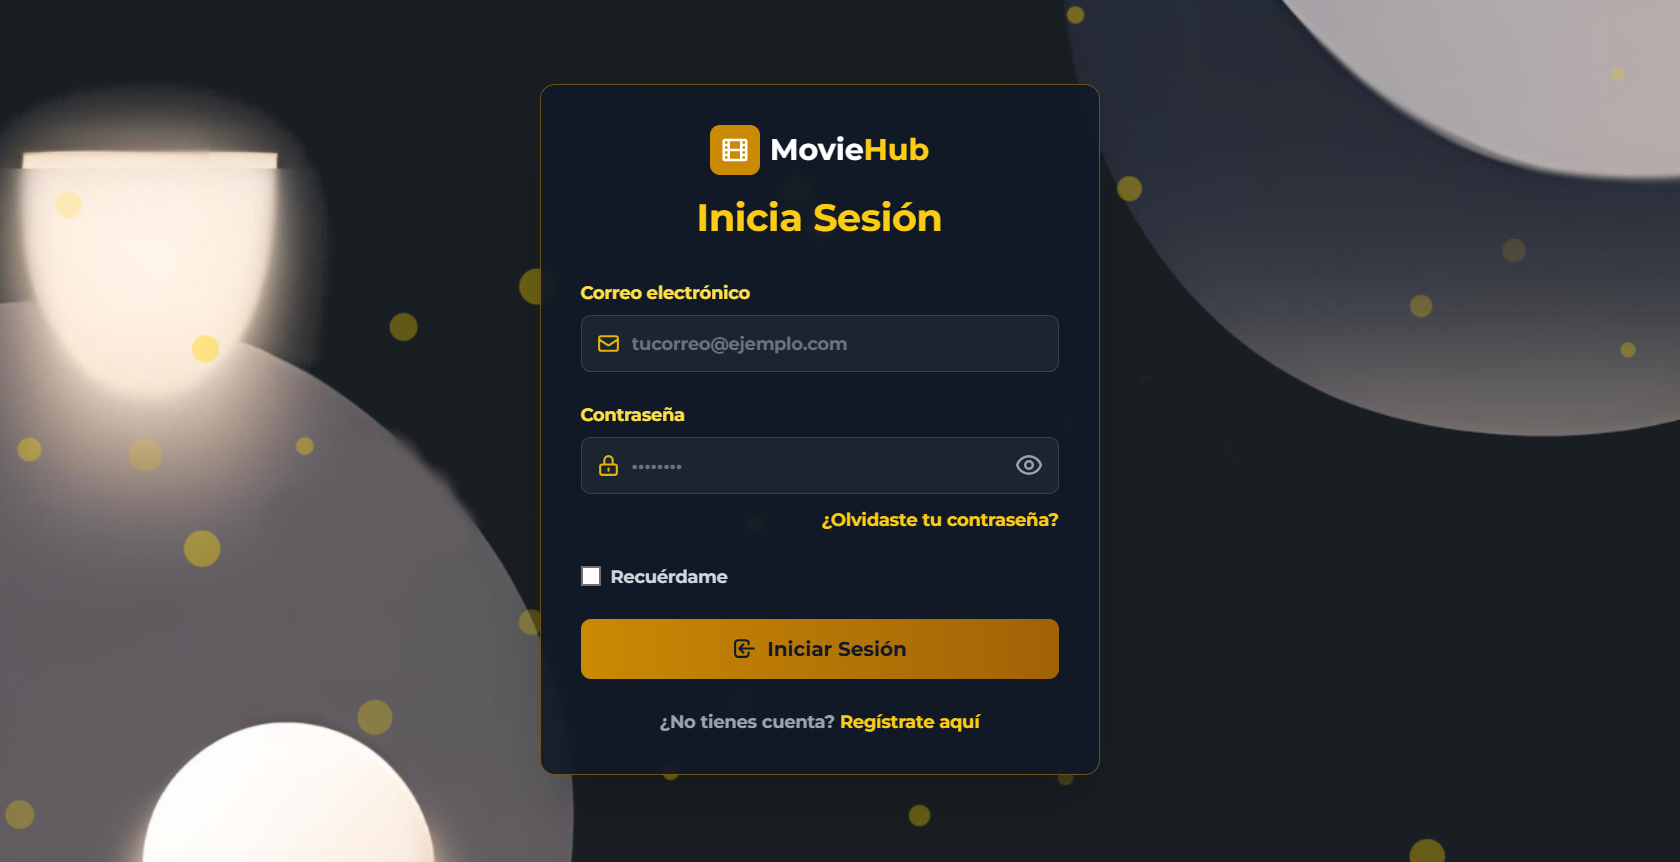 MovieHub
Inicia Sesión
Correo electrónico
tucorreo@ejemplo.com
Contraseña
••••••••
¿Olvidaste tu contraseña?
Recuérdame
Iniciar Sesión
¿No tienes cuenta? Regístrate aquí